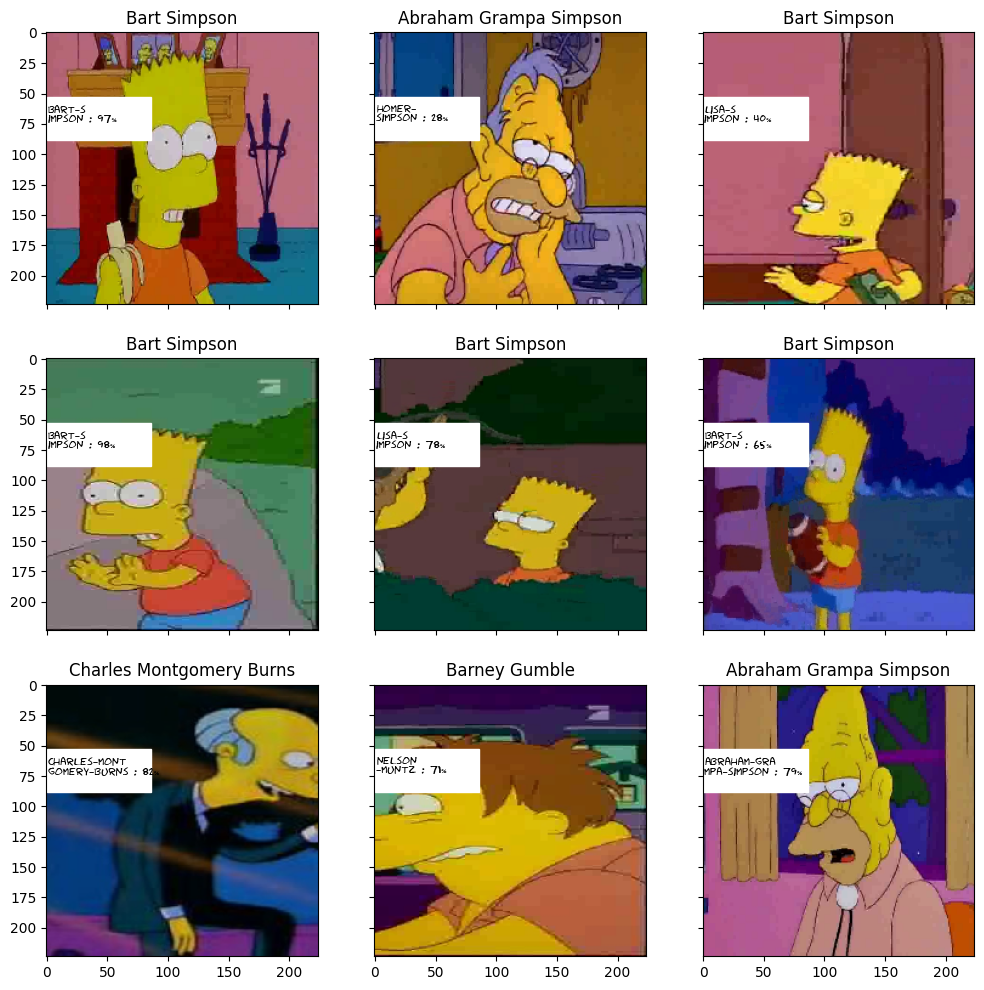 Bart Simpson
Abraham Grampa Simpson
Bart Simpson
0
25
50
75
100
125
150
175
200
BART-S
IMPSON : 97%
HOMER-
SIMPSON : 28%
LISA-S
IMPSON : 40%
Bart Simpson
Bart Simpson
Bart Simpson
0
25
50
75
100
125
150
175
200
BART-S
IMPSON : 98%
LISA-S
IMPSON : 78%
BART-S
IMPSON : 65%
Charles Montgomery Burns
Barney Gumble
Abraham Grampa Simpson
0
25
50
75
100
125
150
175
200
CHARLES-MONT
GOMERY-BURNS : 82%
NELSON
-MUNTZ : 71%
ABRAHAM-GRA
MPA-SIMPSON : 79%
0 50 100 150 200
0 50 100 150 200
0 50 100 150 200